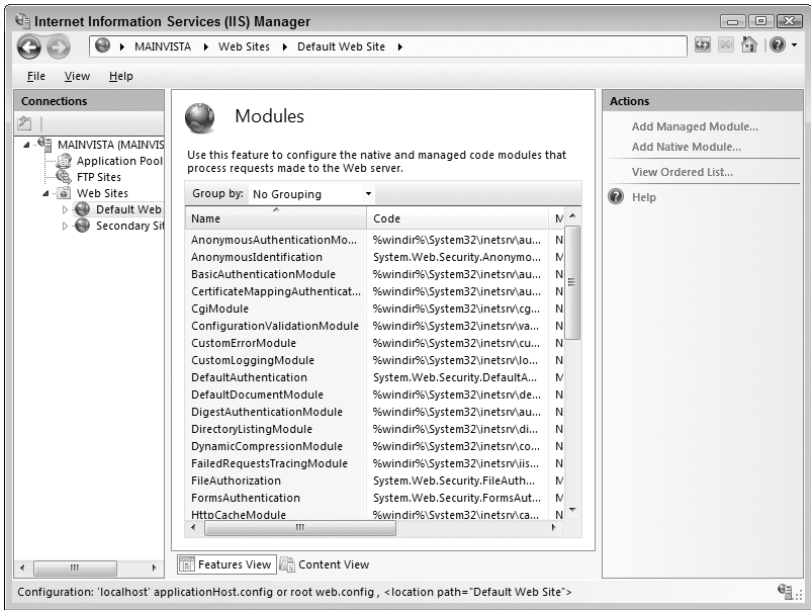 Internet Information Services (IIS) Manager
MAINVISTA Web Sites Default Web Site
File View Help
Connections
MAINVISTA (MAINVIS
Application Pool
FTP Sites
Web Sites
Default Web
Secondary Sit
Modules
Use this feature to configure the native and managed code modules that
process requests made to the Web server.
Group by: No Grouping
Name Code M
AnonymousAuthenticationMo... %windir%\System32\inetsrv\au... N
AnonymousIdentification System.Web.Security.Anonymo... M
BasicAuthenticationModule %windir%\System32\inetsrv\au... N
CertificateMappingAuthenticat... %windir%\System32\inetsrv\au... N
CgiModule %windir%\System32\inetsrv\cg... N
ConfigurationValidationModule %windir%\System32\inetsrv\va... N
CustomErrorModule %windir%\System32\inetsrv\cu... N
CustomLoggingModule %windir%\System32\inetsrv\lo... N
DefaultAuthentication System.Web.Security.DefaultA... M
DefaultDocumentModule %windir%\System32\inetsrv\de... N
DigestAuthenticationModule %windir%\System32\inetsrv\au... N
DirectoryListingModule %windir%\System32\inetsrv\di... N
DynamicCompressionModule %windir%\System32\inetsrv\co... N
FailedRequestsTracingModule %windir%\System32\inetsrv\iis... N
FileAuthorization System.Web.Security.FileAuth... M
FormsAuthentication System.Web.Security.FormsAut... M
HttpCacheModule %windir%\System32\inetsrv\ca... N
Features View Content View
Actions
Add Managed Module...
Add Native Module...
View Ordered List...
Help
Configuration: 'localhost' applicationHost.config or root web.config , <location path="Default Web Site">